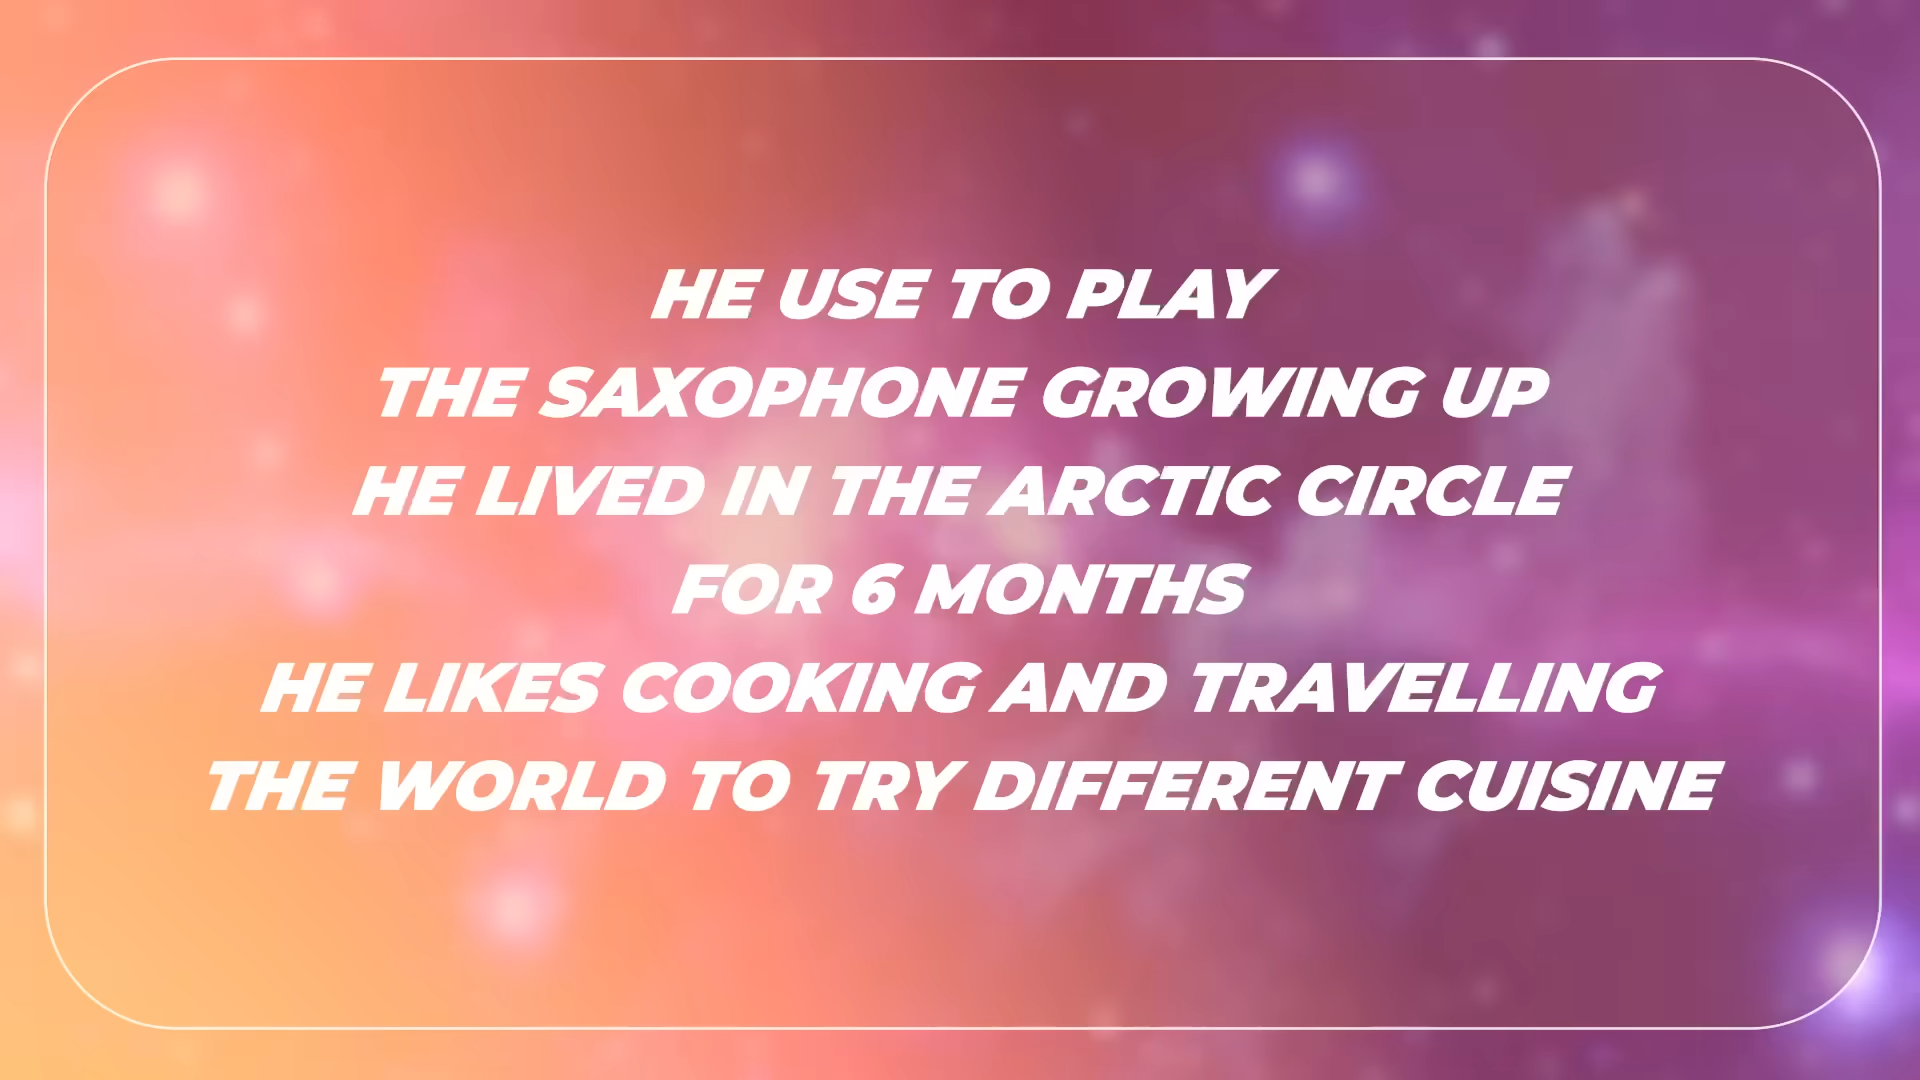 HE USE TO PLAY
THE SAXOPHONE GROWING UP
HE LIVED IN THE ARCTIC CIRCLE
FOR 6 MONTHS
HE LIKES COOKING AND TRAVELLING
THE WORLD TO TRY DIFFERENT CUISINE